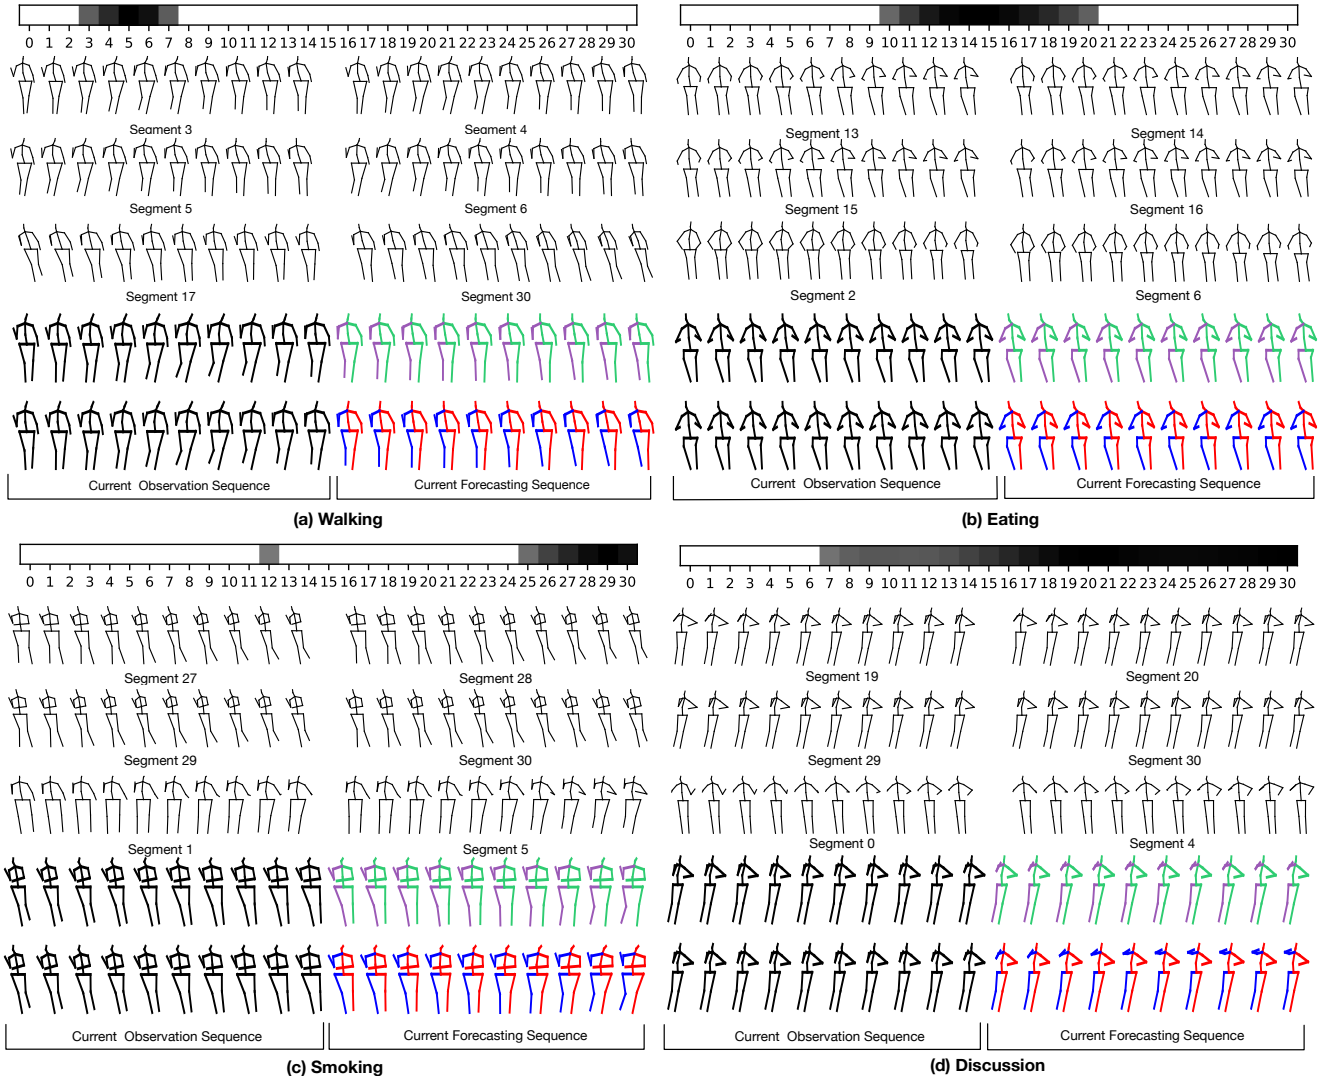 0 1 2 3 4 5 6 7 8 9 10 11 12 13 14 15 16 17 18 19 20 21 22 23 24 25 26 27 28 29 30
Segment 3 Segment 4
Segment 5 Segment 6
Segment 17 Segment 30
Current Observation Sequence Current Forecasting Sequence
(a) Walking
0 1 2 3 4 5 6 7 8 9 10 11 12 13 14 15 16 17 18 19 20 21 22 23 24 25 26 27 28 29 30
Segment 13 Segment 14
Segment 15 Segment 16
Segment 2 Segment 6
Current Observation Sequence Current Forecasting Sequence
(b) Eating
0 1 2 3 4 5 6 7 8 9 10 11 12 13 14 15 16 17 18 19 20 21 22 23 24 25 26 27 28 29 30
Segment 27 Segment 28
Segment 29 Segment 30
Segment 1 Segment 5
Current Observation Sequence Current Forecasting Sequence
(c) Smoking
0 1 2 3 4 5 6 7 8 9 10 11 12 13 14 15 16 17 18 19 20 21 22 23 24 25 26 27 28 29 30
Segment 19 Segment 20
Segment 29 Segment 30
Segment 0 Segment 4
Current Observation Sequence Current Forecasting Sequence
(d) Discussion